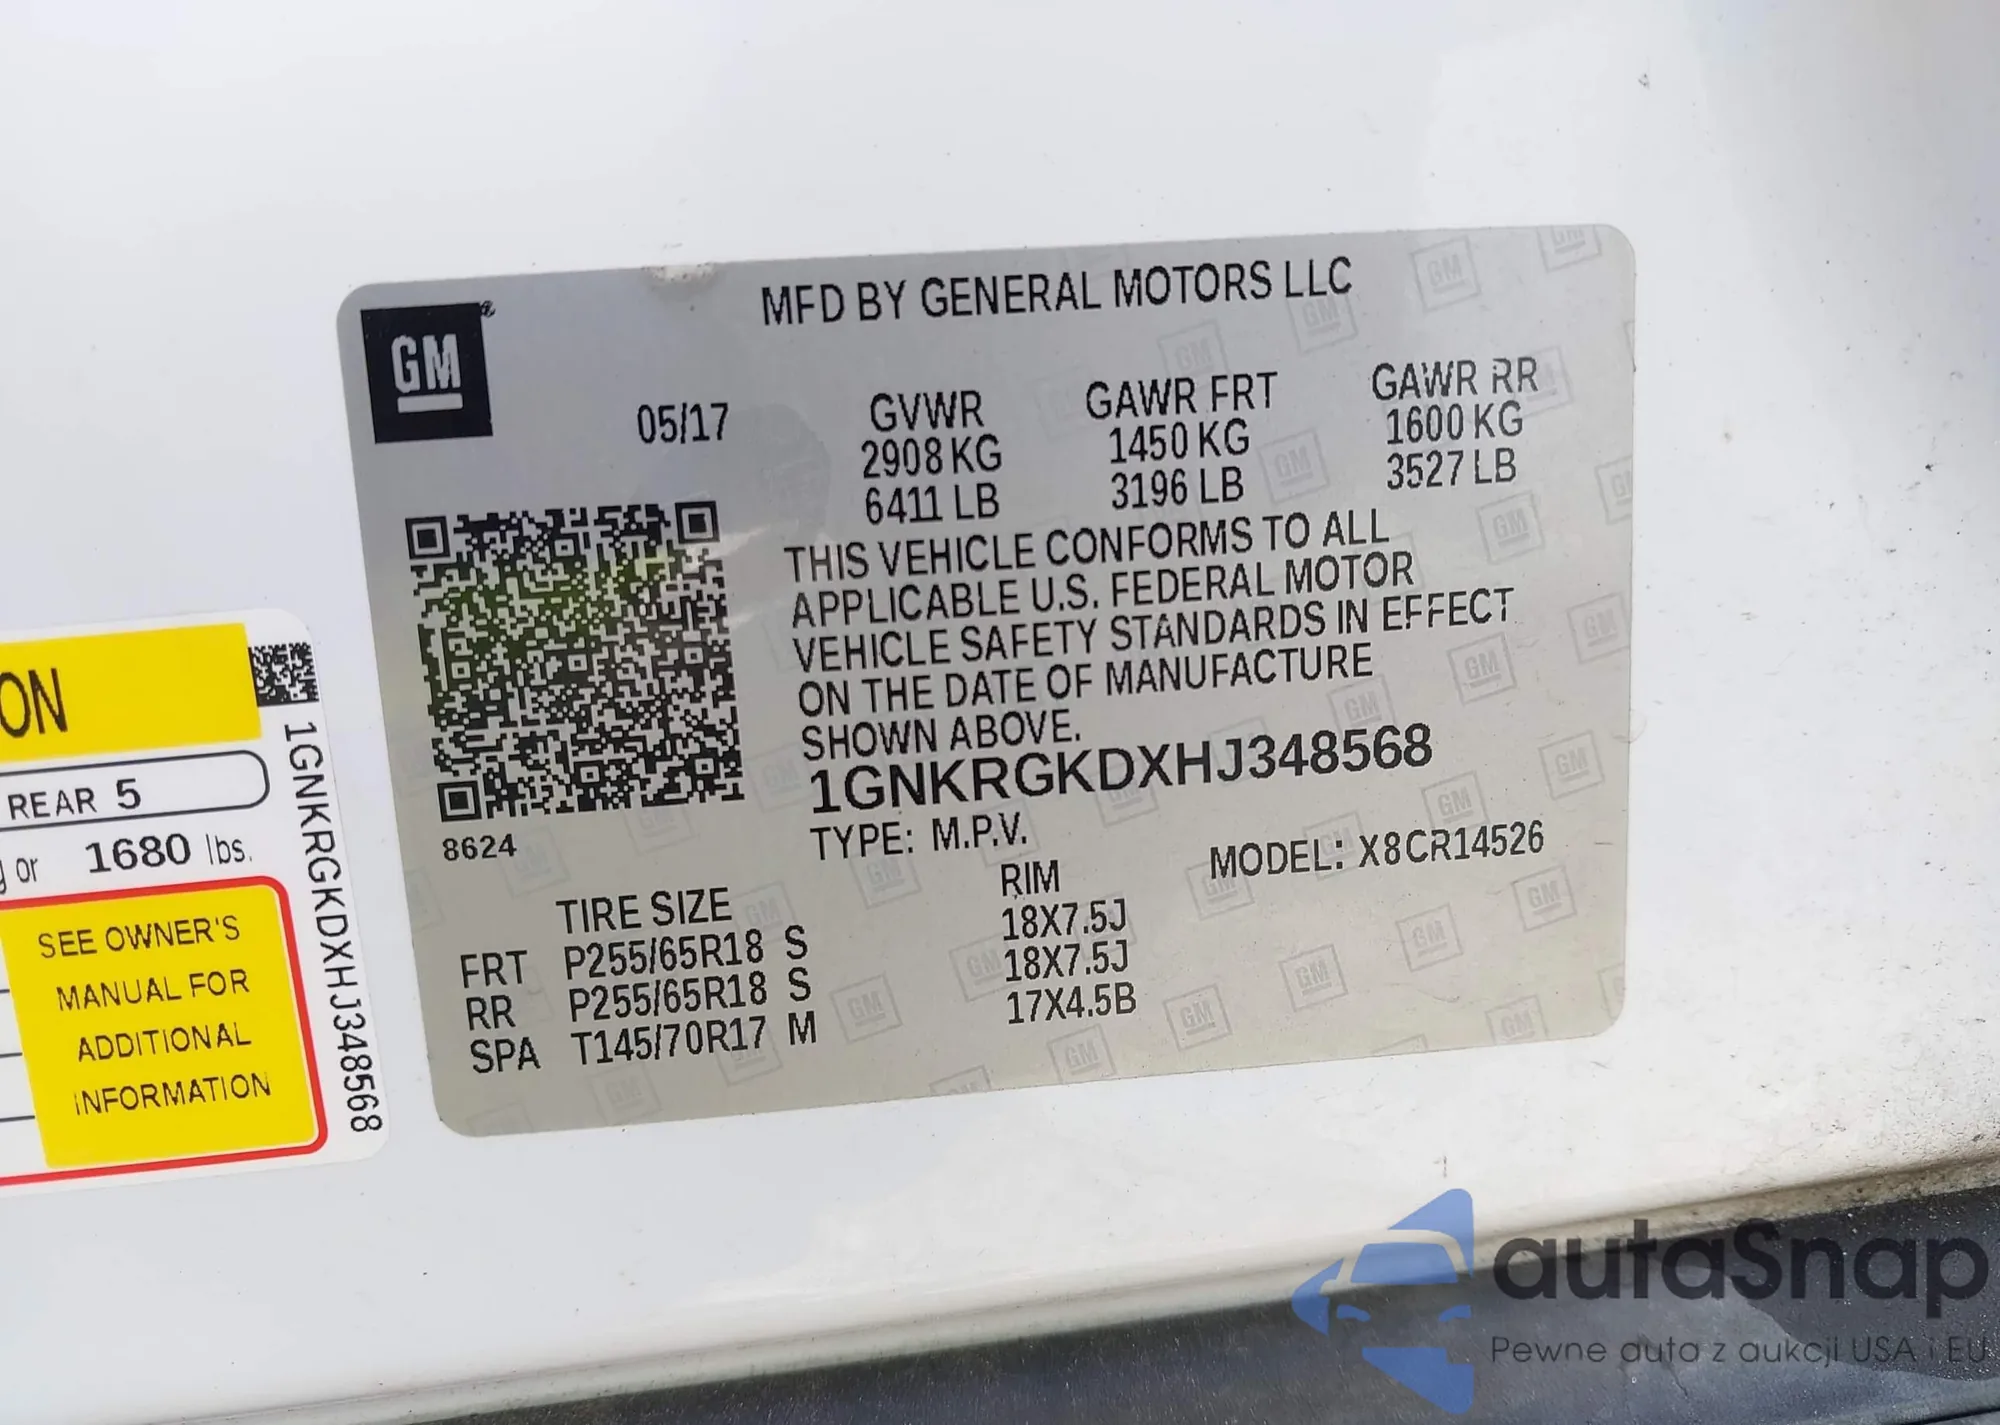 MFD BY GENERAL MOTORS LLC
GM
®
05/17
GVWR
2908 KG
6411 LB
GAWR FRT
1450 KG
3196 LB
GAWR RR
1600 KG
3527 LB
THIS VEHICLE CONFORMS TO ALL
APPLICABLE U.S. FEDERAL MOTOR
VEHICLE SAFETY STANDARDS IN EFFECT
ON THE DATE OF MANUFACTURE
SHOWN ABOVE.
1GNKRGKDXHJ348568
8624
TYPE: M.P.V.
MODEL: X8CR14526
TIRE SIZE RIM
FRT P255/65R18 S 18X7.5J
RR P255/65R18 S 18X7.5J
SPA T145/70R17 M 17X4.5B
REAR 5
or 1680 lbs.
SEE OWNER'S
MANUAL FOR
ADDITIONAL
INFORMATION
1GNKRGKDXHJ348568
autaSnap
Pewne auta z aukcji USA i EU